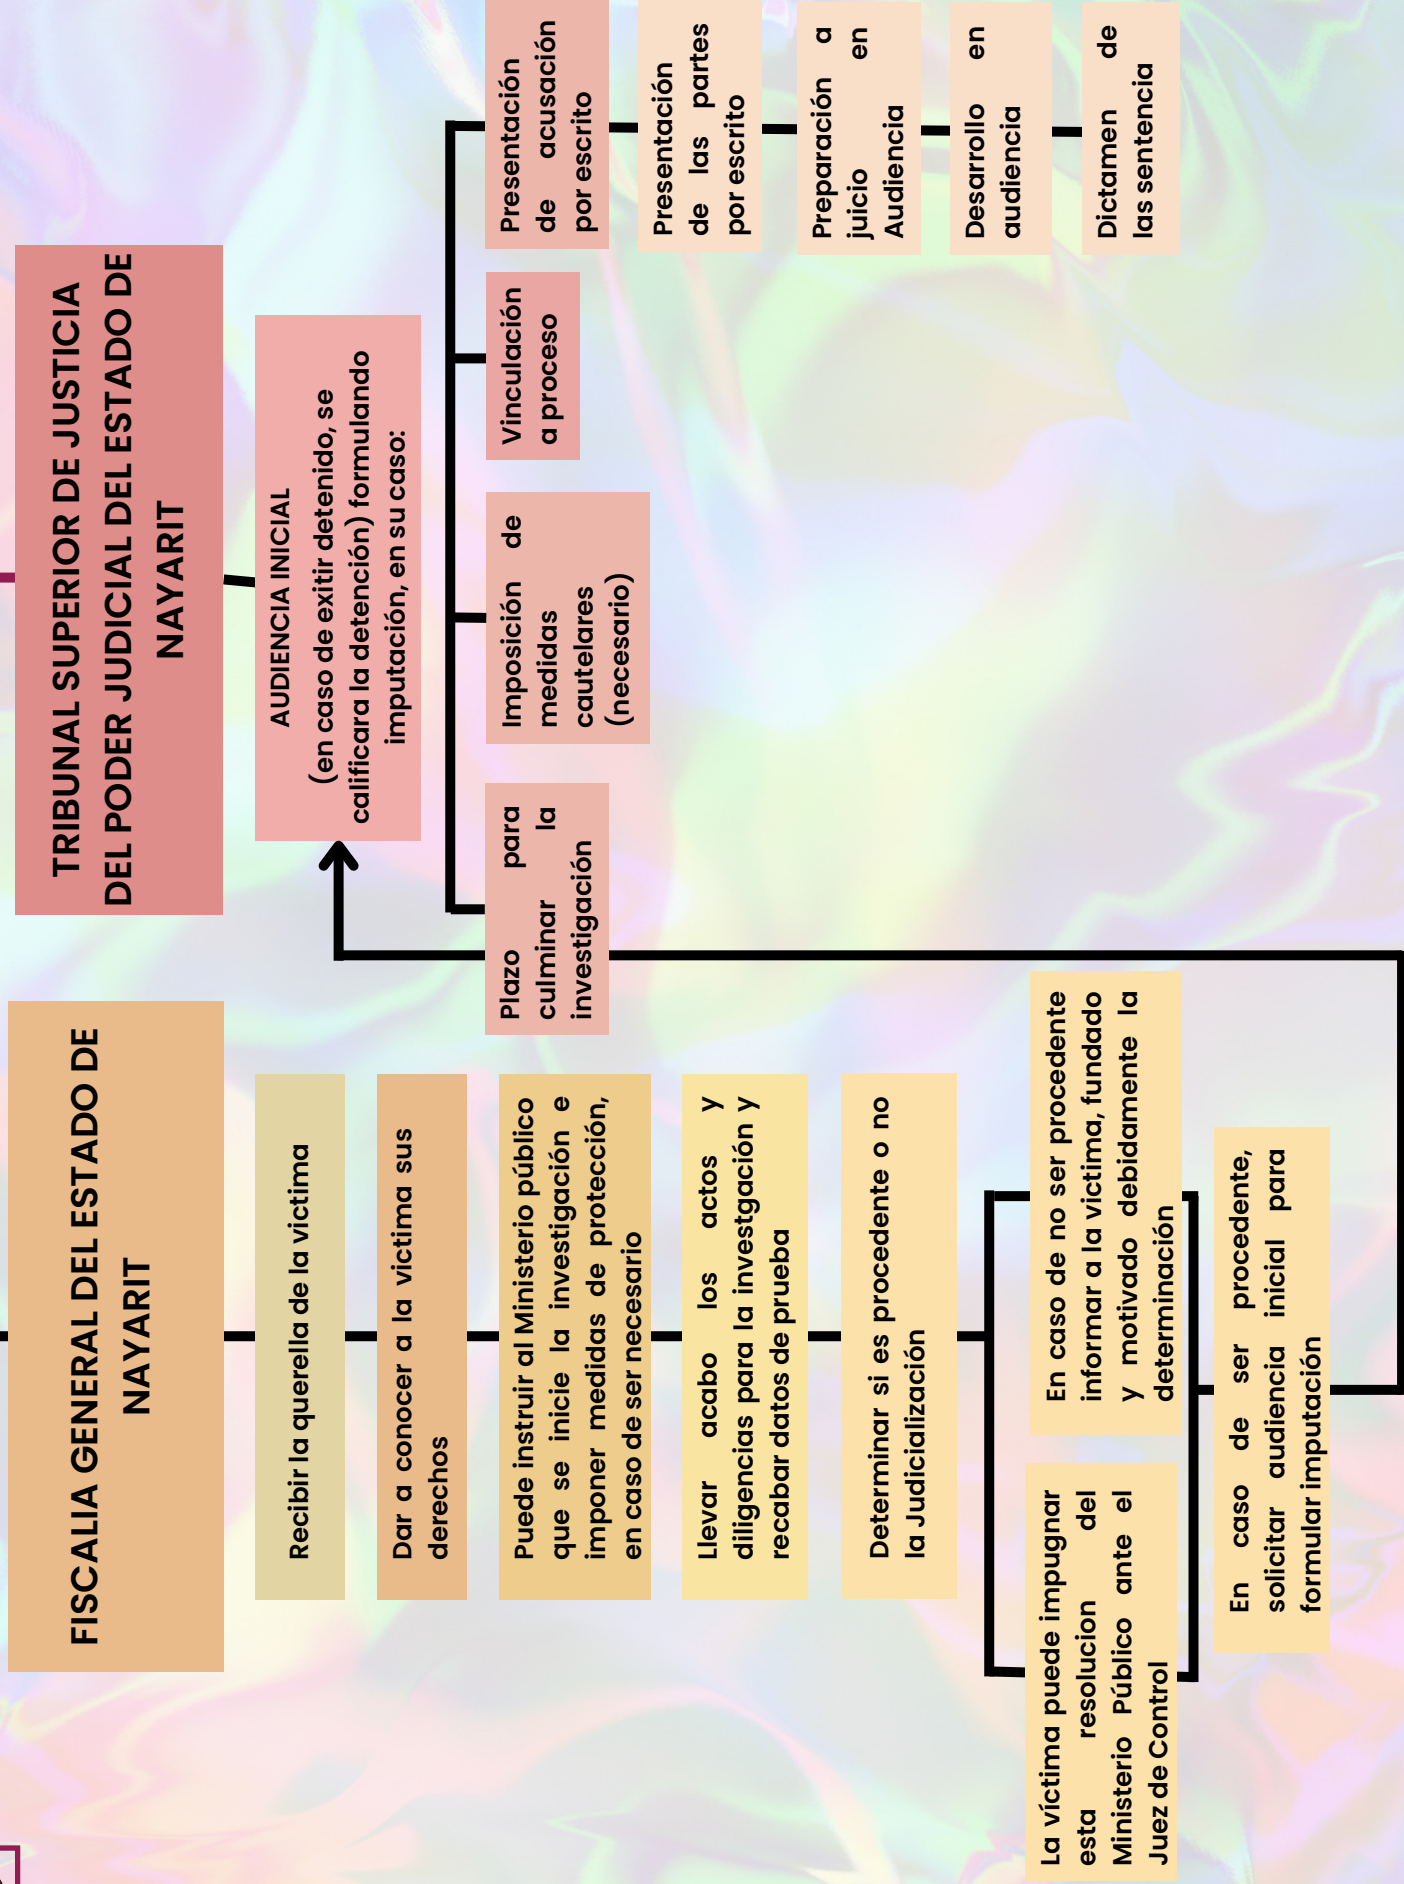 FISCALIA GENERAL DEL ESTADO DE
NAYARIT
Recibir la querella de la victima
Dar a conocer a la victima sus
derechos
Puede instruir al Ministerio público
que se inicie la investigación e
imponer medidas de protección,
en caso de ser necesario
Llevar acabo los actos y
diligencias para la investgación y
recabar datos de prueba
Determinar si es procedente o no
la Judicialización
La víctima puede impugnar
esta resolucion del
Ministerio Público ante el
Juez de Control
En caso de no ser procedente
informar a la victima, fundado
y motivado debidamente la
determinación
En caso de ser procedente,
solicitar audiencia inicial para
formular imputación
TRIBUNAL SUPERIOR DE JUSTICIA
DEL PODER JUDICIAL DEL ESTADO DE
NAYARIT
AUDIENCIA INICIAL
(en caso de exitir detenido, se
calificara la detención) formulando
imputación, en su caso:
Plazo para
culminar la
investigación
Imposición de
medidas
cautelares
(necesario)
Vinculación
a proceso
Presentación
de acusación
por escrito
Presentación
de las partes
por escrito
Preparación a
juicio en
Audiencia
Desarrollo en
audiencia
Dictamen de
las sentencia